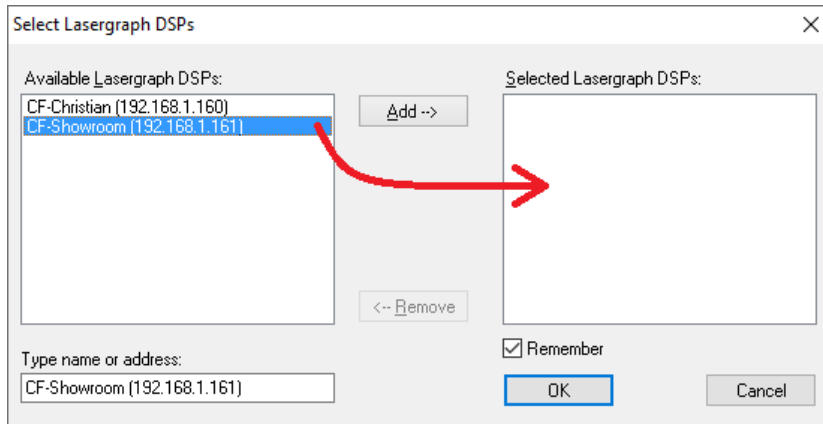 Select Lasergraph DSPs
Available Lasergraph DSPs:
CF-Christian (192.168.1.160)
CF-Showroom (192.168.1.161)
Add -->
<-- Remove
Type name or address:
CF-Showroom (192.168.1.161)
Selected Lasergraph DSPs:
Remember
OK
Cancel